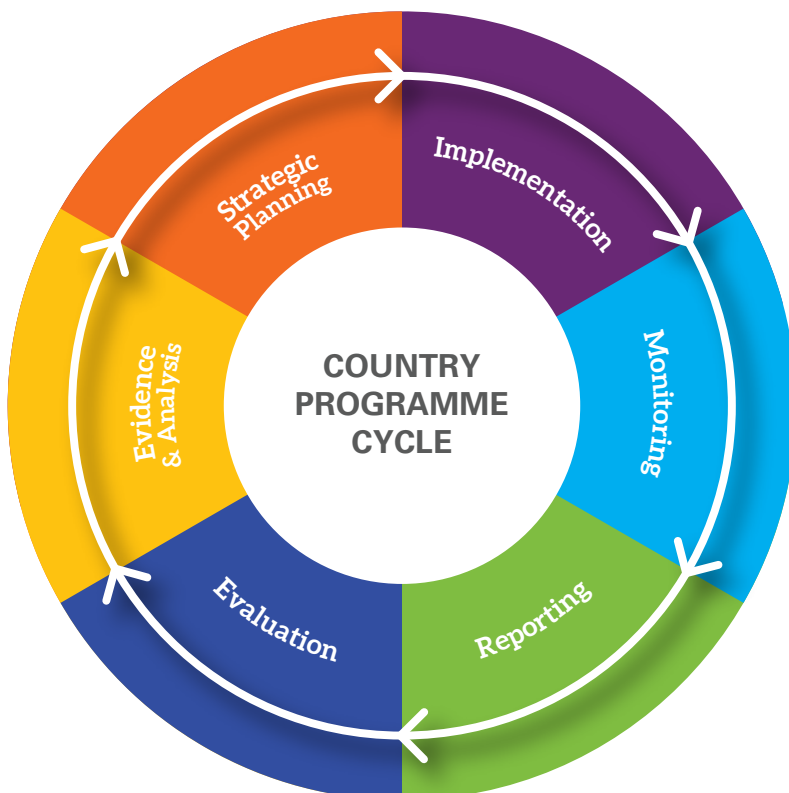 COUNTRY
PROGRAMME
CYCLE
Strategic
Planning
Implementation
Monitoring
Reporting
Evaluation
Evidence
& Analysis